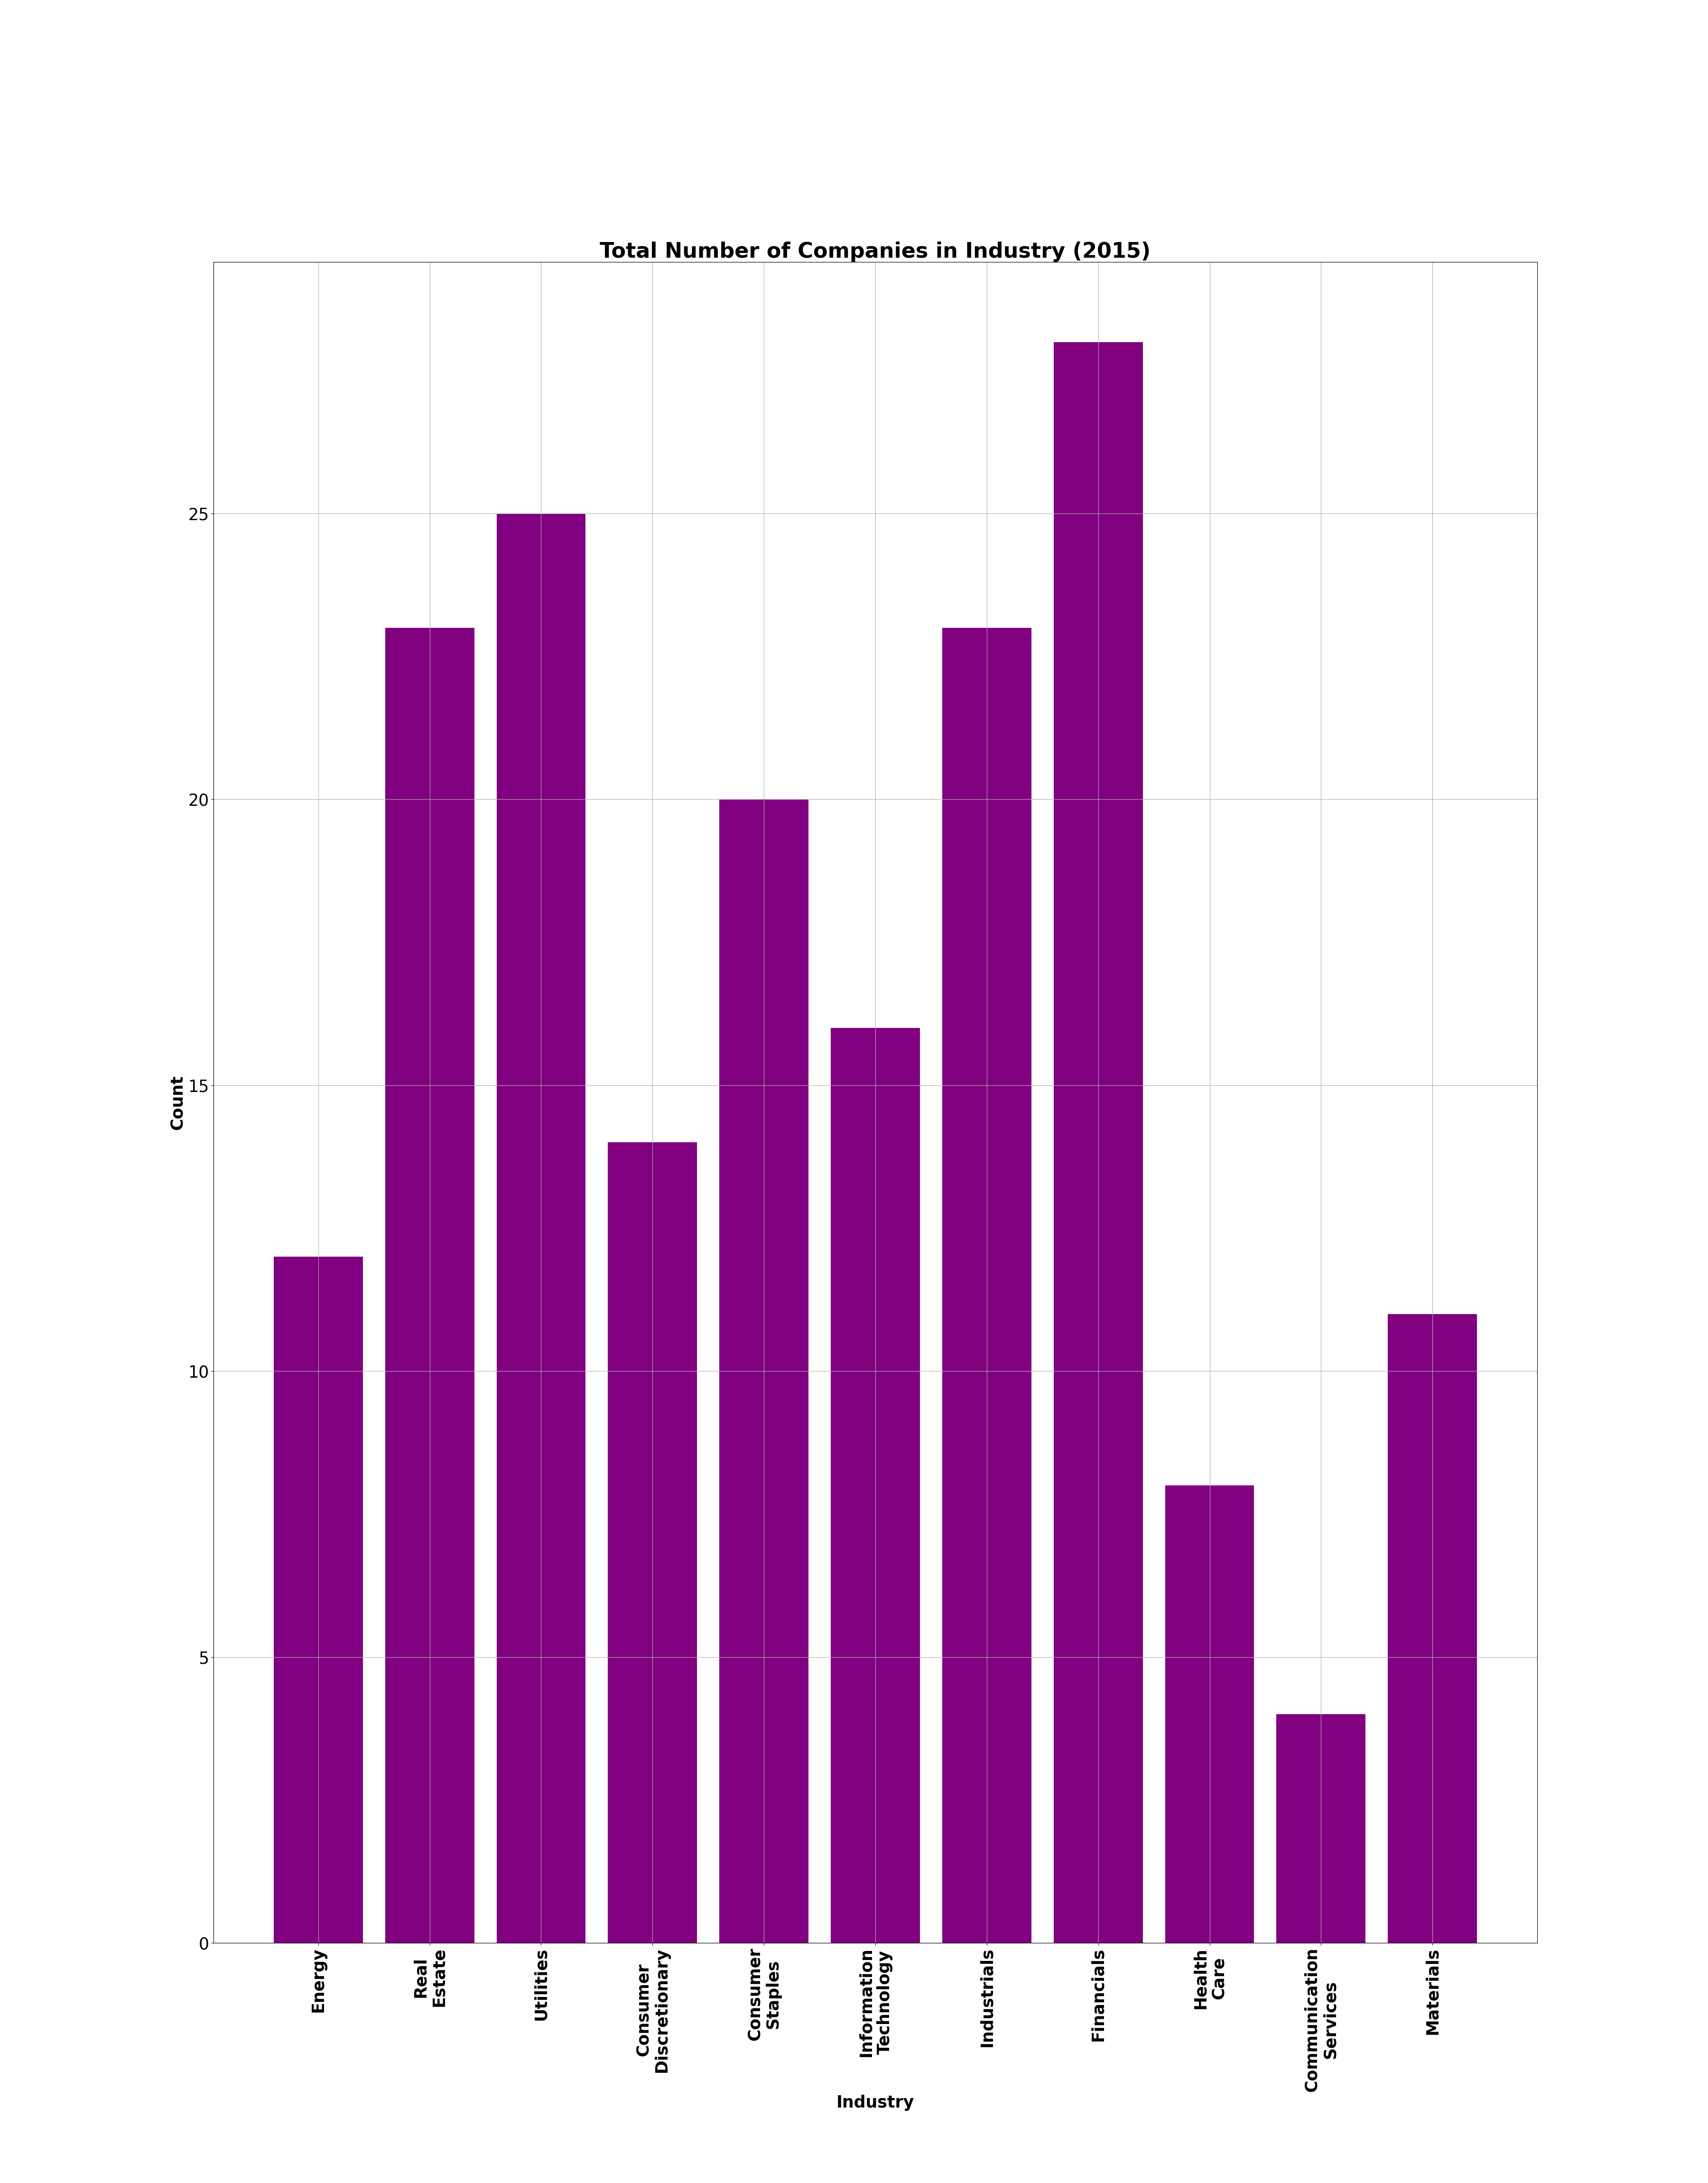 Total Number of Companies in Industry (2015)
Count
25
20
15
10
5
0
Energy
Real
Estate
Utilities
Consumer
Discretionary
Consumer
Staples
Information
Technology
Industrials
Financials
Health
Care
Communication
Services
Materials
Industry